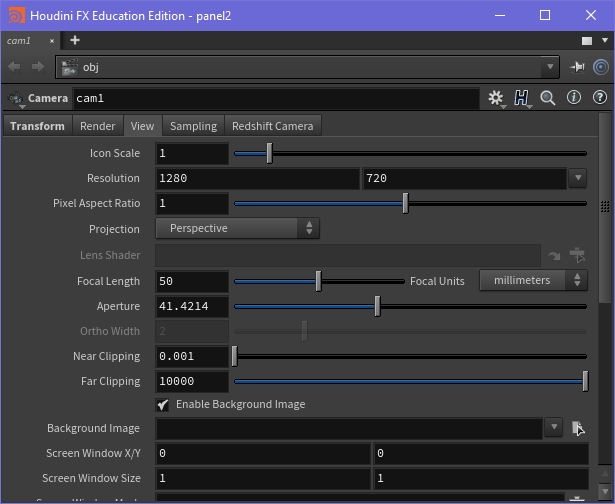 Houdini FX Education Edition - panel2
cam1 × +
obj
Camera cam1
Transform Render View Sampling Redshift Camera
Icon Scale 1
Resolution 1280 720
Pixel Aspect Ratio 1
Projection Perspective
Lens Shader
Focal Length 50 Focal Units millimeters
Aperture 41.4214
Ortho Width 2
Near Clipping 0.001
Far Clipping 10000
Enable Background Image
Background Image
Screen Window X/Y 0 0
Screen Window Size 1 1